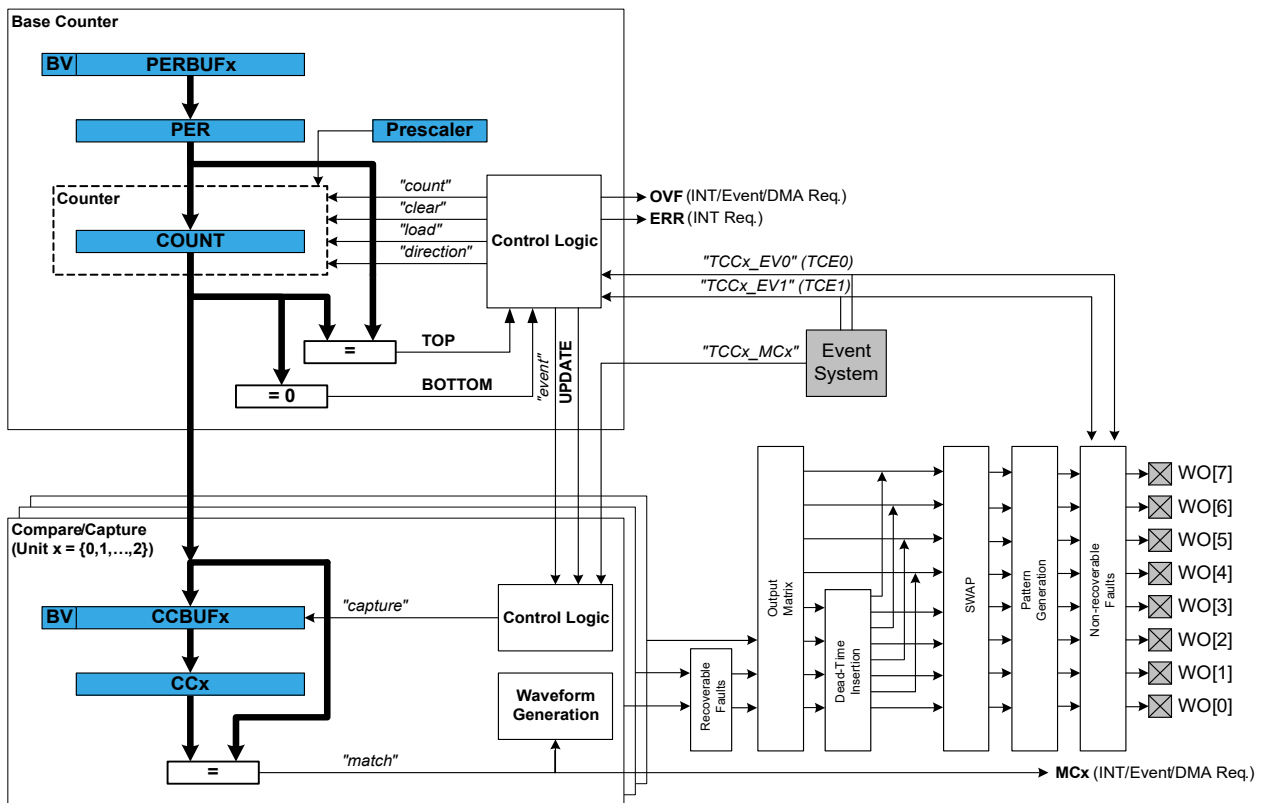 Base Counter
BV
PERBUFx
PER
Prescaler
Counter
COUNT
"count"
"clear"
"load"
"direction"
Control Logic
OVF (INT/Event/DMA Req.)
ERR (INT Req.)
"TCCx_EV0" (TCE0)
"TCCx_EV1" (TCE1)
"TCCx_MCx"
Event
System
=
TOP
= 0
BOTTOM
"event"
UPDATE
Compare/Capture
(Unit x = {0,1,…,2})
BV
CCBUFx
"capture"
Control Logic
CCx
Waveform
Generation
=
"match"
Recoverable
Faults
Output
Matrix
Dead-Time
Insertion
SWAP
Pattern
Generation
Non-recoverable
Faults
WO[7]
WO[6]
WO[5]
WO[4]
WO[3]
WO[2]
WO[1]
WO[0]
MCx (INT/Event/DMA Req.)